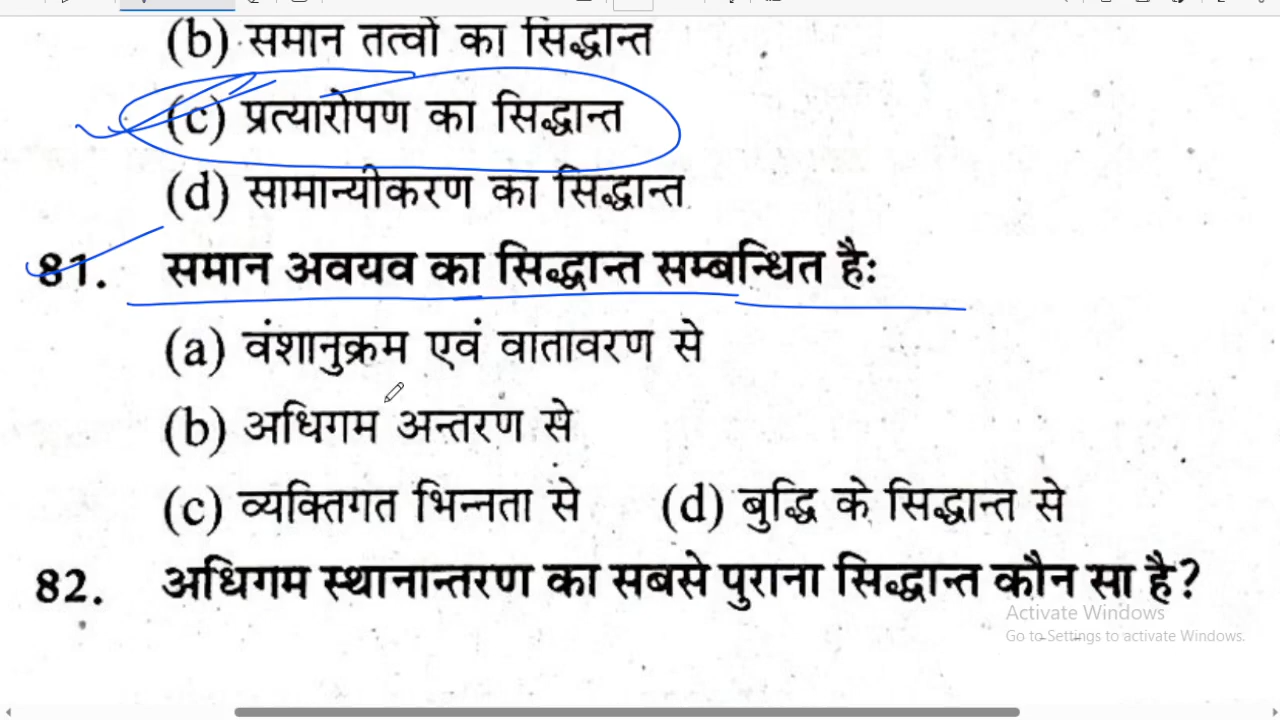 (b) समान तत्वों का सिद्धान्त
(c) प्रत्यारोपण का सिद्धान्त
(d) सामान्यीकरण का सिद्धान्त
81. समान अवयव का सिद्धान्त सम्बन्धित है:
(a) वंशानुक्रम एवं वातावरण से
(b) अधिगम अन्तरण से
(c) व्यक्तिगत भिन्नता से (d) बुद्धि के सिद्धान्त से
82. अधिगम स्थानान्तरण का सबसे पुराना सिद्धान्त कौन सा है?
Activate Windows
Go to Settings to activate Windows.